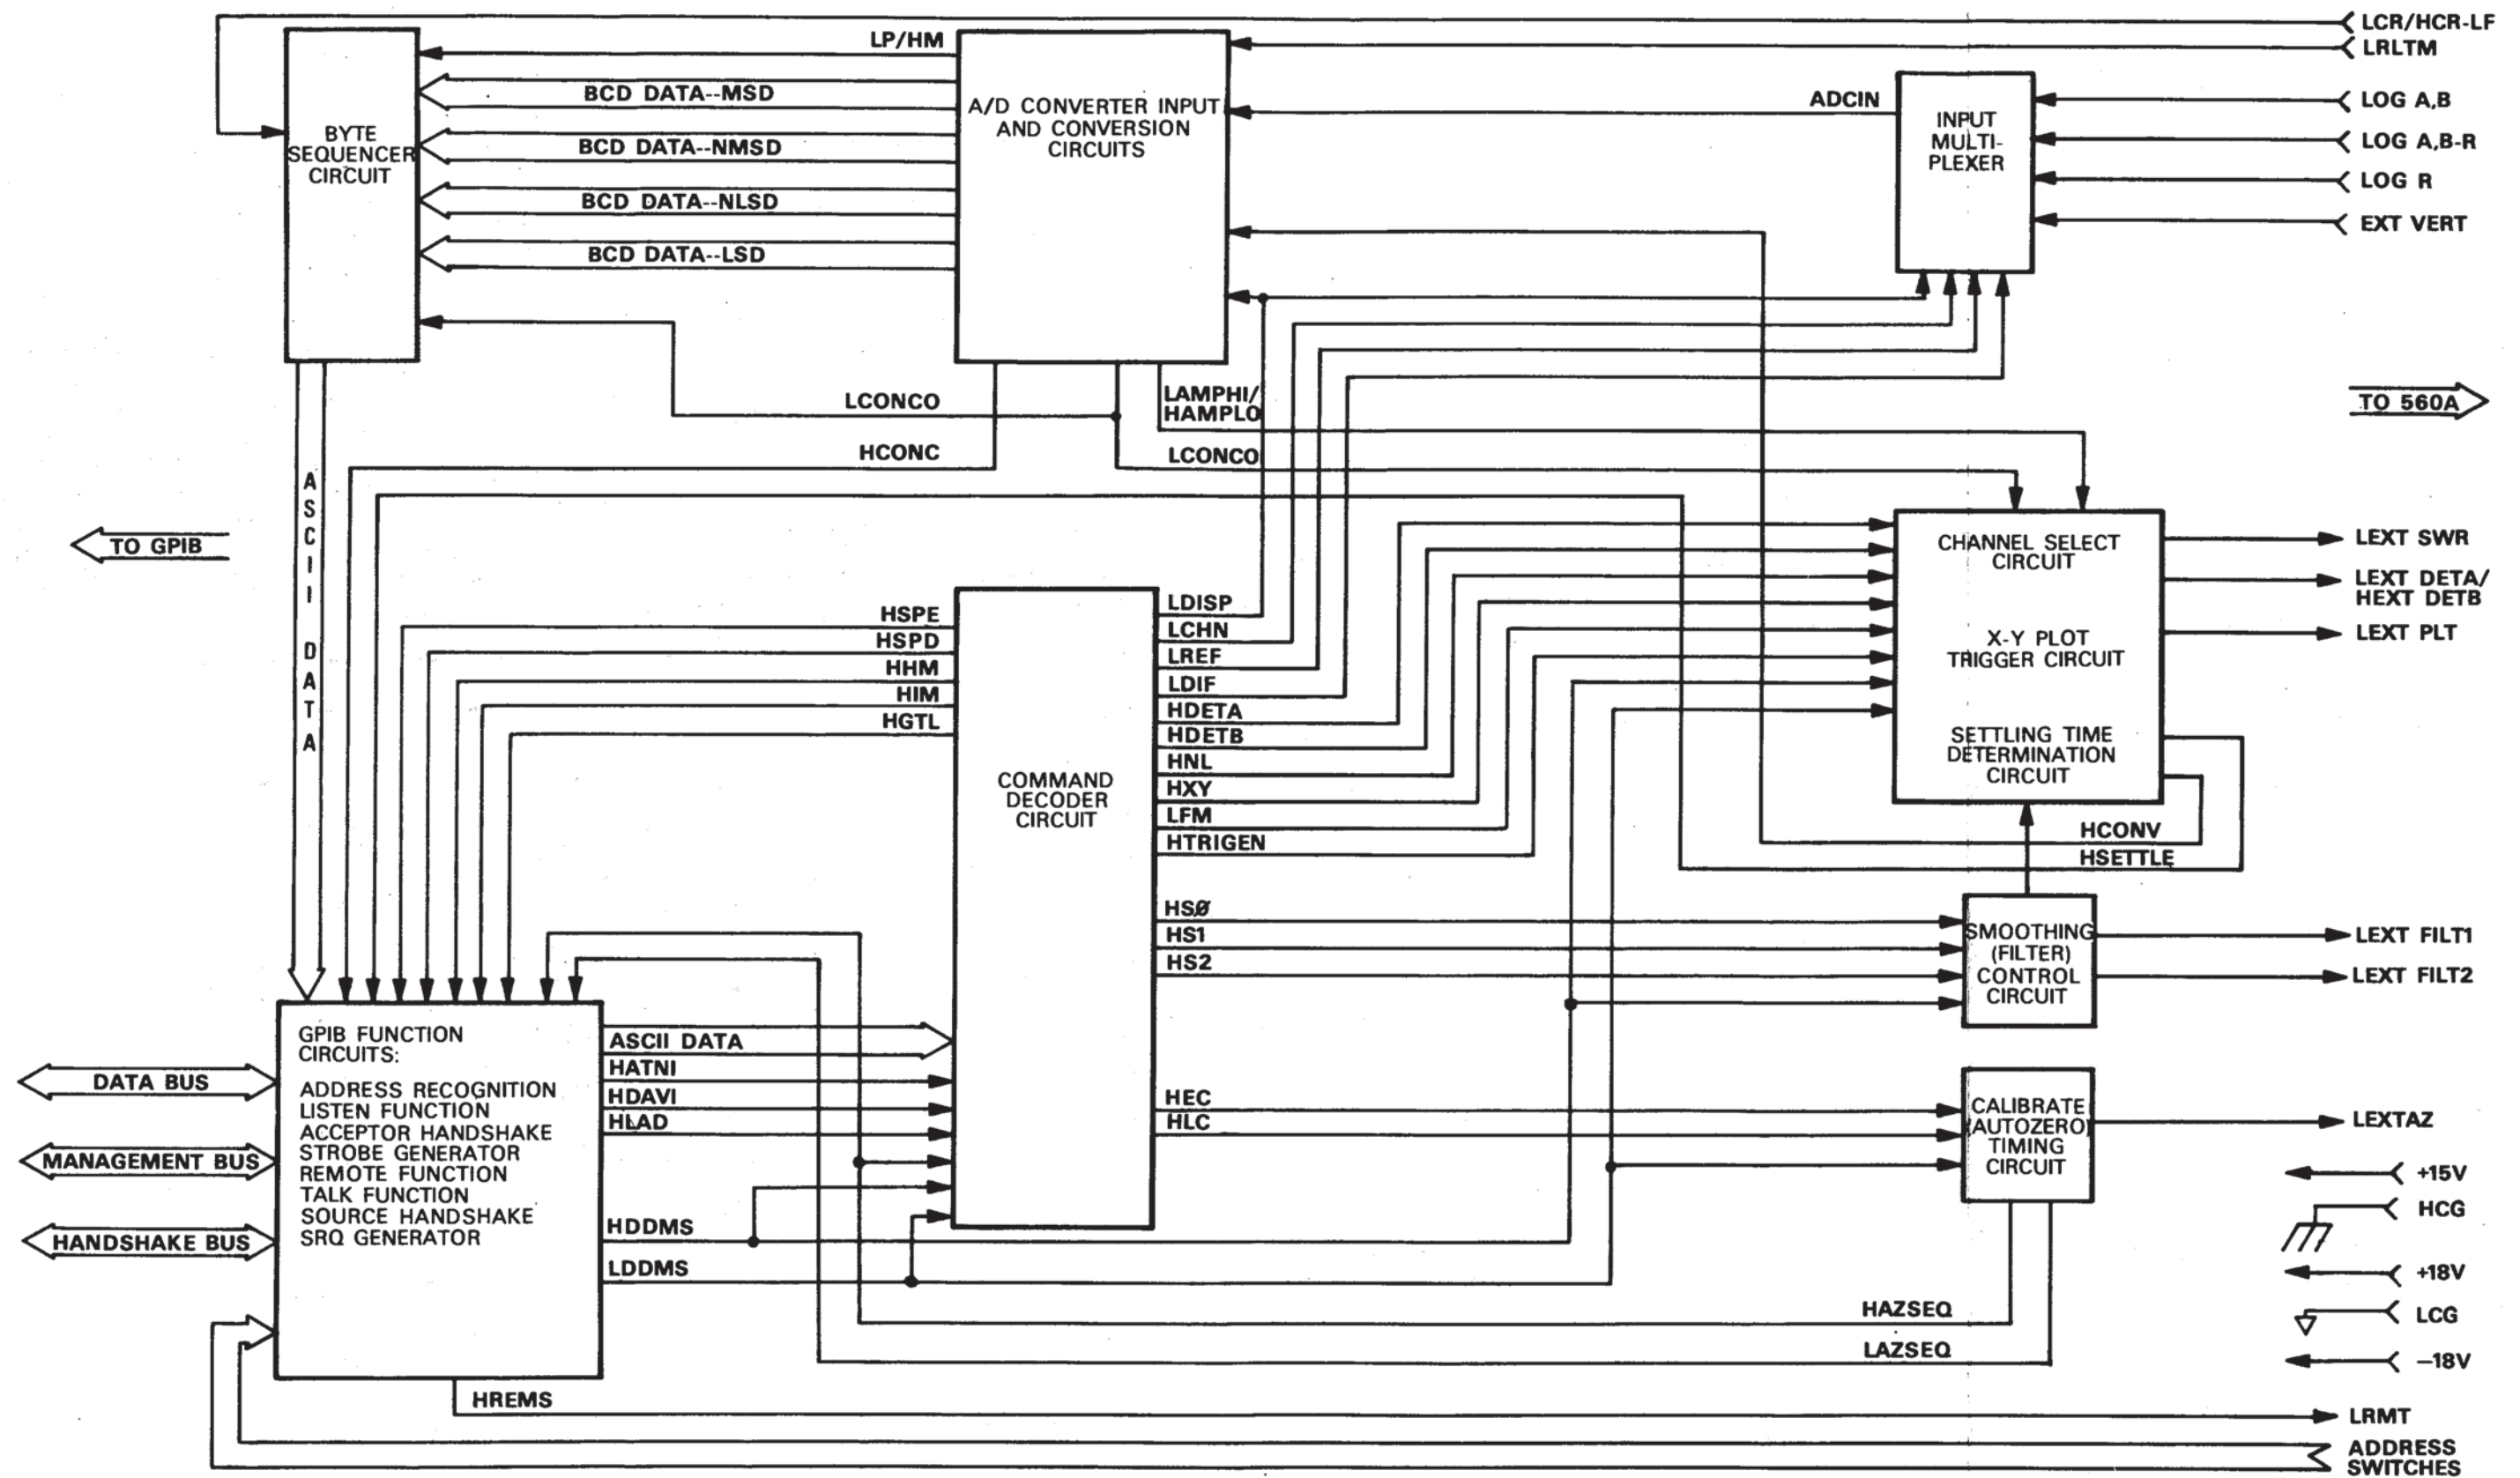 LCR/HCR-LF
LRLTM
LP/HM
BCD DATA--MSD
BCD DATA--NMSD
BCD DATA--NLSD
BCD DATA--LSD
BYTE
SEQUENCER
CIRCUIT
A/D CONVERTER INPUT
AND CONVERSION
CIRCUITS
ADCIN
INPUT
MULTI-
PLEXER
LOG A,B
LOG A,B-R
LOG R
EXT VERT
LCONCO
HCONC
LAMPHI/
HAMPLO
LCONCO
TO 560A
TO GPIB
ASCII DATA
HSPE
HSPD
HHM
HIM
HGTL
COMMAND
DECODER
CIRCUIT
LDISP
LCHN
LREF
LDIF
HDETA
HDETB
HNL
HXY
LFM
HTRIGEN
HSØ
HS1
HS2
HEC
HLC
CHANNEL SELECT
CIRCUIT
X-Y PLOT
TRIGGER CIRCUIT
SETTLING TIME
DETERMINATION
CIRCUIT
LEXT SWR
LEXT DETA/
HEXT DETB
LEXT PLT
HCONV
HSETTLE
SMOOTHING
(FILTER)
CONTROL
CIRCUIT
LEXT FILT1
LEXT FILT2
CALIBRATE
(AUTOZERO)
TIMING
CIRCUIT
LEXTAZ
+15V
HCG
+18V
LCG
−18V
GPIB FUNCTION
CIRCUITS:
ADDRESS RECOGNITION
LISTEN FUNCTION
ACCEPTOR HANDSHAKE
STROBE GENERATOR
REMOTE FUNCTION
TALK FUNCTION
SOURCE HANDSHAKE
SRQ GENERATOR
DATA BUS
MANAGEMENT BUS
HANDSHAKE BUS
ASCII DATA
HATNI
HDAVI
HLAD
HDDMS
LDDMS
HAZSEQ
LAZSEQ
HREMS
LRMT
ADDRESS
SWITCHES